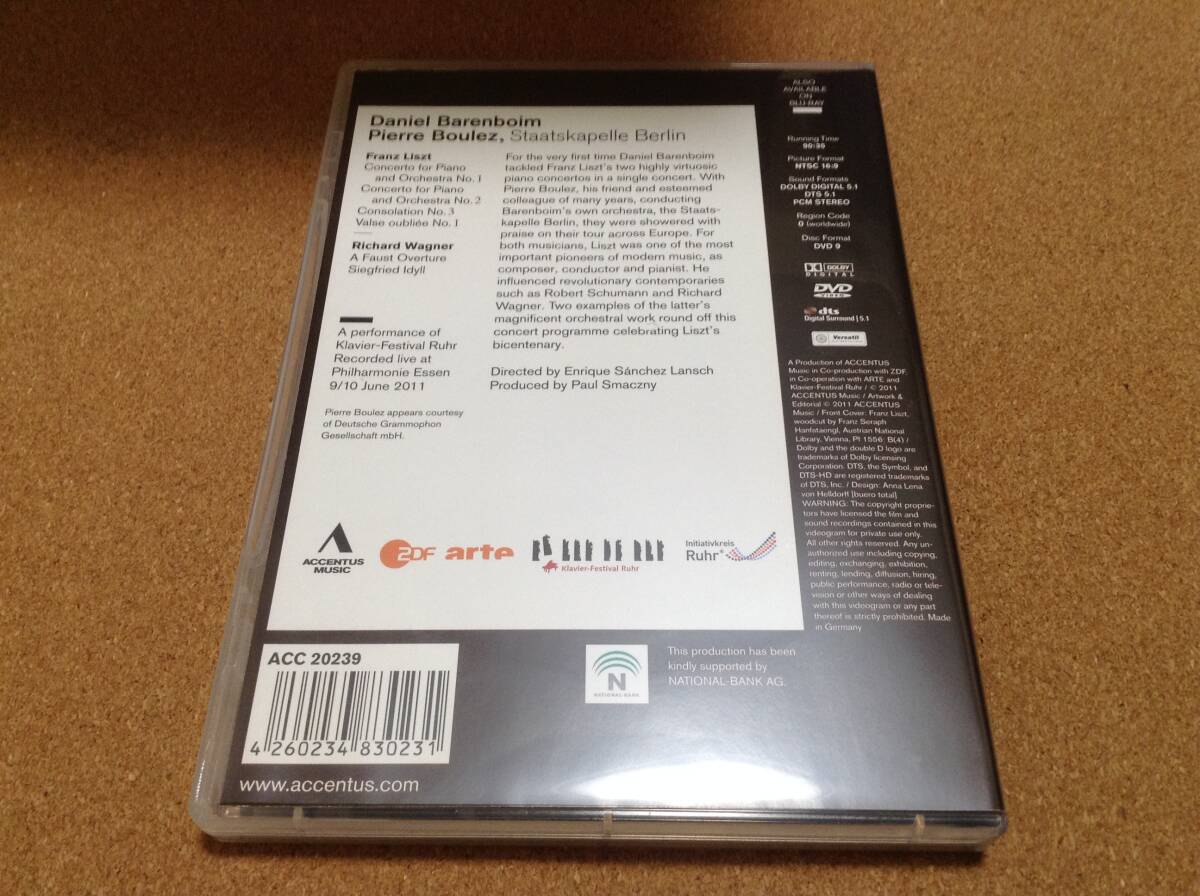 Daniel Barenboim
Pierre Boulez, Staatskapelle Berlin
Franz Liszt
Concerto for Piano
and Orchestra No. 1
Concerto for Piano
and Orchestra No. 2
Consolation No. 3
Valse oubliée No. 1
Richard Wagner
A Faust Overture
Siegfried Idyll
A performance of
Klavier-Festival Ruhr
Recorded live at
Philharmonie Essen
9/10 June 2011
Pierre Boulez appears courtesy
of Deutsche Grammophon
Gesellschaft mbH.
For the very first time Daniel Barenboim
tackled Franz Liszt's two highly virtuosic
piano concertos in a single concert. With
Pierre Boulez, his friend and esteemed
colleague of many years, conducting
Barenboim's own orchestra, the Staats-
kapelle Berlin, they were showered with
praise on their tour across Europe. For
both musicians, Liszt was one of the most
important pioneers of modern music, as
composer, conductor and pianist. He
influenced revolutionary contemporaries
such as Robert Schumann and Richard
Wagner. Two examples of the latter's
magnificent orchestral work round off this
concert programme celebrating Liszt's
bicentenary.
Directed by Enrique Sánchez Lansch
Produced by Paul Smaczny
ACCENTUS
MUSIC
ZDF arte
Klavier-Festival Ruhr
Initiativkreis
Ruhr
ALSO
AVAILABLE
ON
BLU-RAY
Running Time
90:35
Picture Format
NTSC 16:9
Sound Formats
DOLBY DIGITAL 5.1
DTS 5.1
PCM STEREO
Region Code
0 (worldwide)
Disc Format
DVD 9
DOLBY
DIGITAL
DVD
VIDEO
dts
Digital Surround | 5.1
Versatil
A Production of ACCENTUS
Music in Co-production with ZDF,
in Co-operation with ARTE and
Klavier-Festival Ruhr / © 2011
ACCENTUS Music / Artwork &
Editorial © 2011 ACCENTUS
Music / Front Cover: Franz Liszt,
woodcut by Franz Seraph
Hanfstaengl, Austrian National
Library, Vienna, PI 1556: B(4) /
Dolby and the double D logo are
trademarks of Dolby licensing
Corporation. DTS, the Symbol, and
DTS-HD are registered trademarks
of DTS, Inc. / Design: Anna Lena
von Helldorff [buero total]
WARNING: The copyright proprie-
tors have licensed the film and
sound recordings contained in this
videogram for private use only.
All other rights reserved. Any un-
authorized use including copying,
editing, exchanging, exhibition,
renting, lending, diffusion, hiring,
public performance, radio or tele-
vision or other ways of dealing
with this videogram or any part
thereof is strictly prohibited. Made
in Germany
ACC 20239
4 260234 830231
N
NATIONAL-BANK
This production has been
kindly supported by
NATIONAL-BANK AG.
www.accentus.com